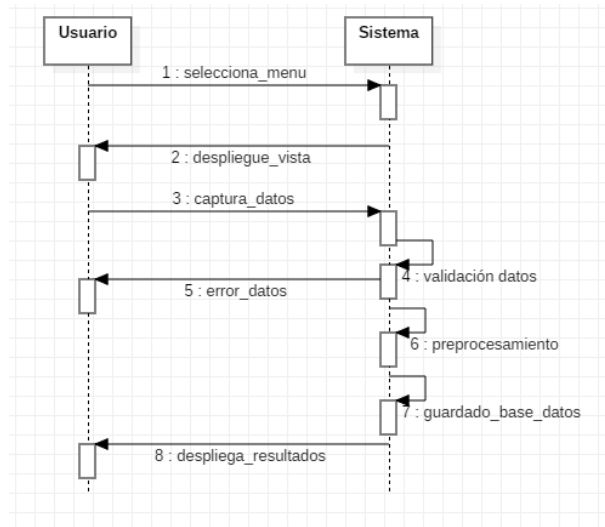 Usuario
Sistema
1 : selecciona_menu
2 : despliegue_vista
3 : captura_datos
4 : validación datos
5 : error_datos
6 : preprocesamiento
7 : guardado_base_datos
8 : despliega_resultados